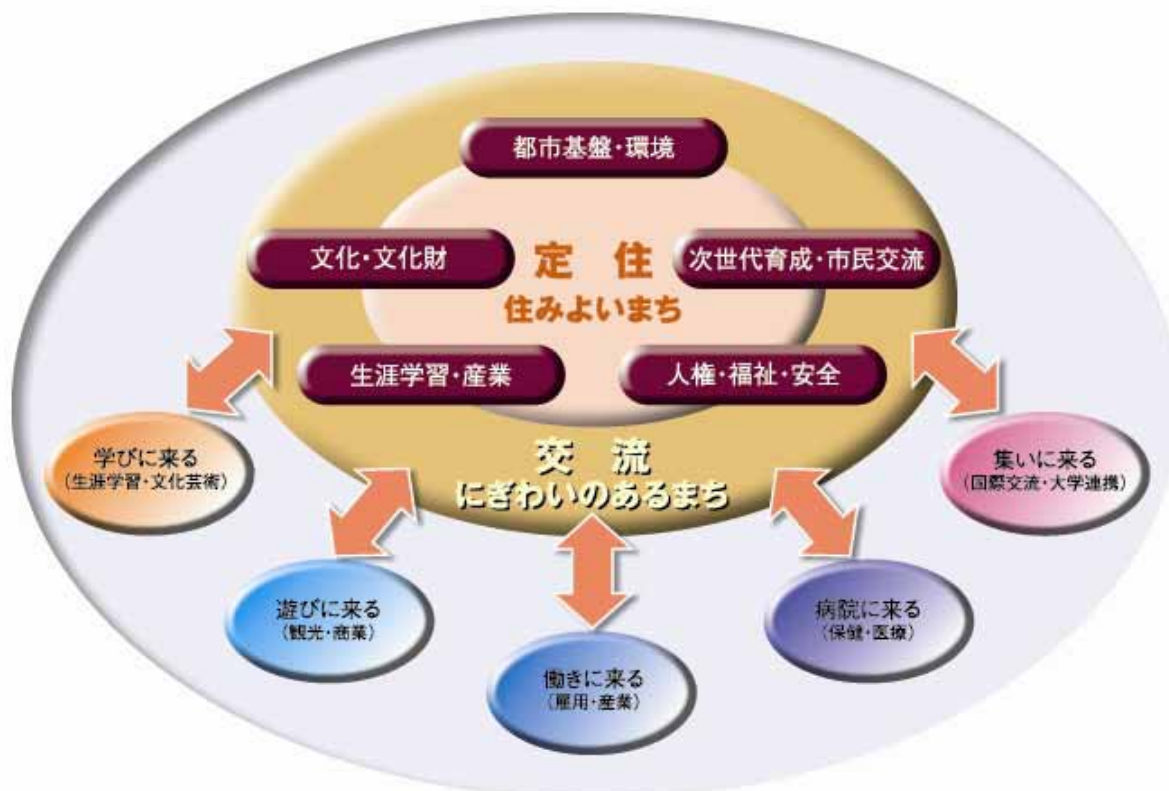 都市基盤・環境
文化・文化財
定 住
次世代育成・市民交流
住みよいまち
生涯学習・産業
人権・福祉・安全
交 流
にぎわいのあるまち
学びに来る
(生涯学習・文化芸術)
集いに来る
(国際交流・大学連携)
遊びに来る
(観光・商業)
病院に来る
(保健・医療)
働きに来る
(雇用・産業)